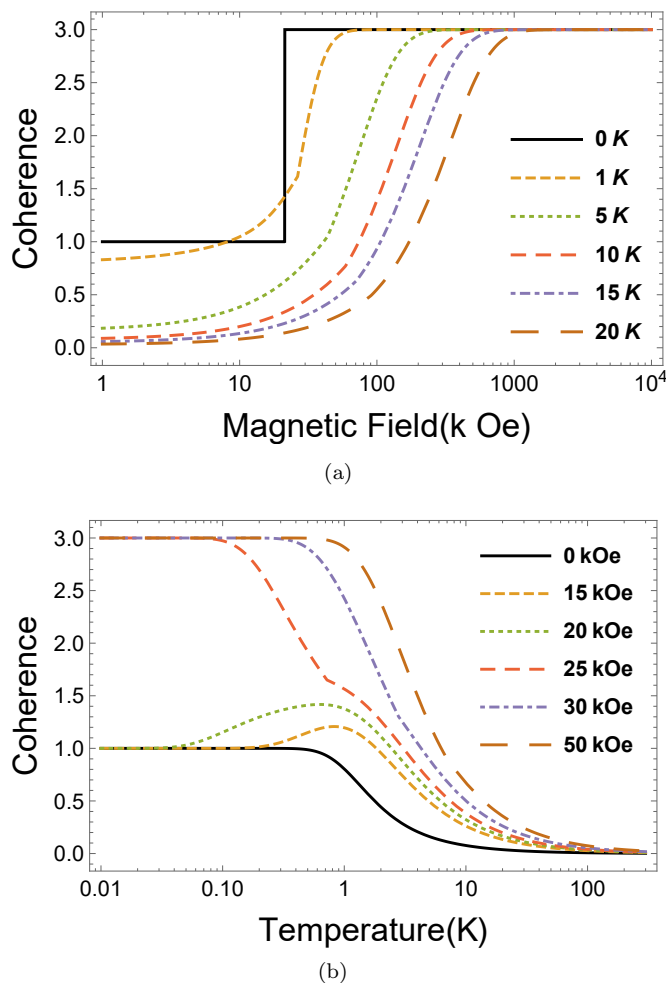 3.0
2.5
2.0
1.5
1.0
0.5
0.0
Coherence
0 K
1 K
5 K
10 K
15 K
20 K
1 10 100 1000 10⁴
Magnetic Field(k Oe)
(a)
3.0
2.5
2.0
1.5
1.0
0.5
0.0
Coherence
0 kOe
15 kOe
20 kOe
25 kOe
30 kOe
50 kOe
0.01 0.10 1 10 100
Temperature(K)
(b)